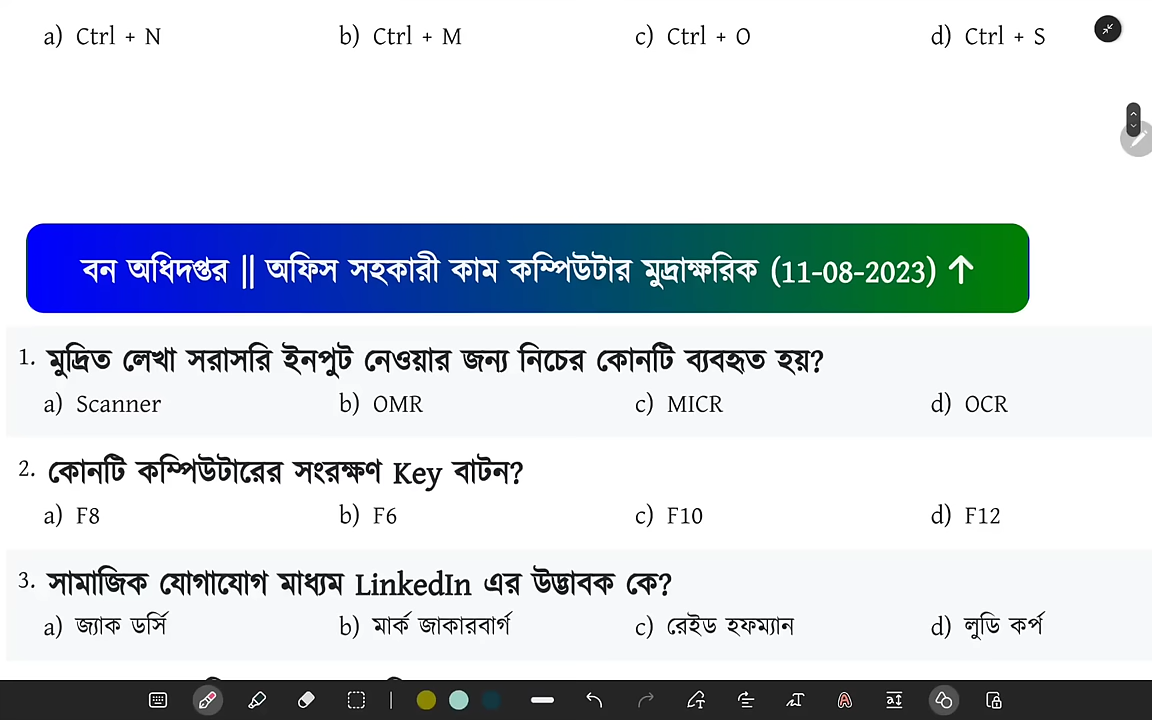 a) Ctrl + N b) Ctrl + M c) Ctrl + O d) Ctrl + S
বন অধিদপ্তর || অফিস সহকারী কাম কম্পিউটার মুদ্রাক্ষরিক (11-08-2023) ↑
1. মুদ্রিত লেখা সরাসরি ইনপুট নেওয়ার জন্য নিচের কোনটি ব্যবহৃত হয়?
a) Scanner b) OMR c) MICR d) OCR
2. কোনটি কম্পিউটারের সংরক্ষণ Key বাটন?
a) F8 b) F6 c) F10 d) F12
3. সামাজিক যোগাযোগ মাধ্যম LinkedIn এর উদ্ভাবক কে?
a) জ্যাক ডর্সি b) মার্ক জাকারবার্গ c) রেইড হফম্যান d) লুডি কর্প